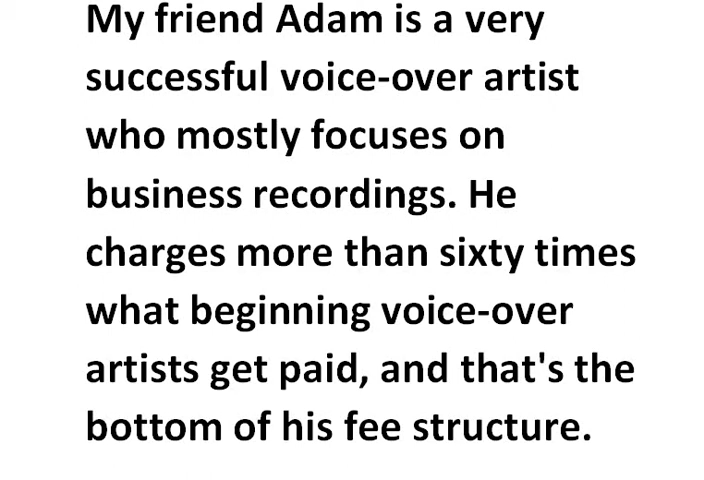 My friend Adam is a very
successful voice-over artist
who mostly focuses on
business recordings. He
charges more than sixty times
what beginning voice-over
artists get paid, and that's the
bottom of his fee structure.